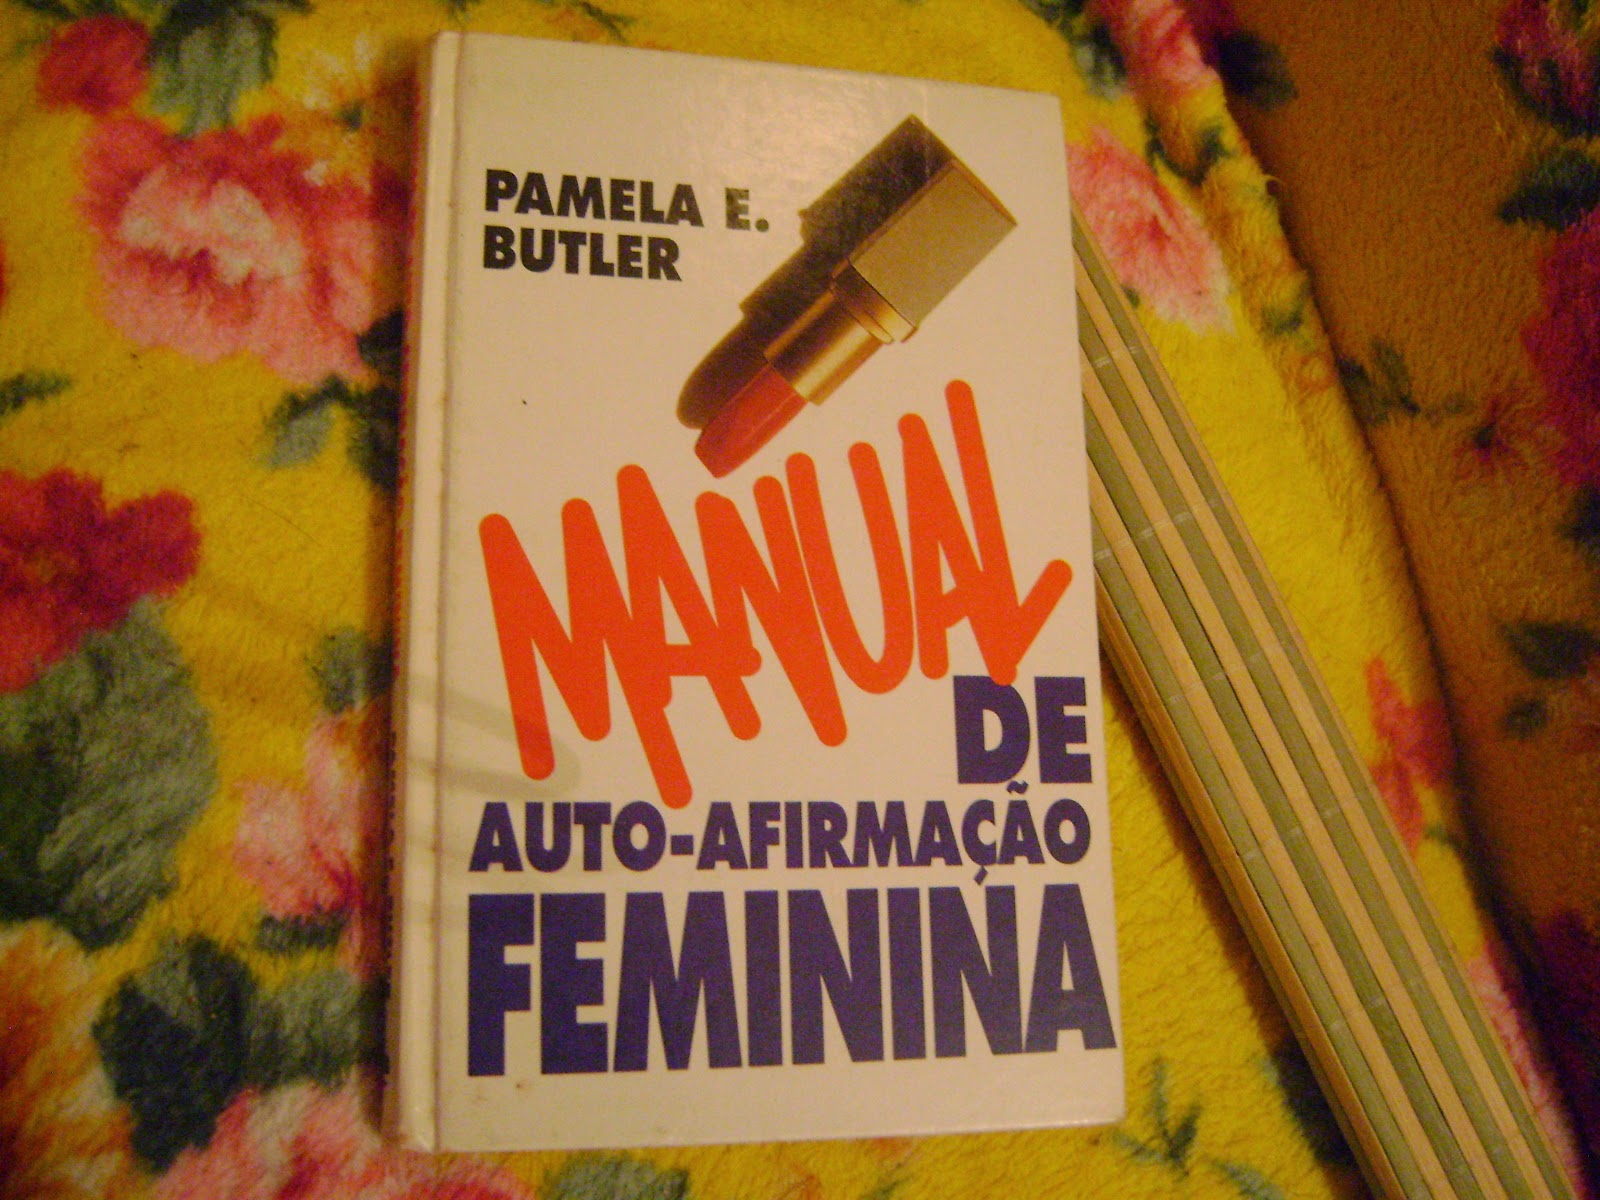 PAMELA E.
BUTLER
MANUAL
DE
AUTO-AFIRMAÇÃO
FEMININA